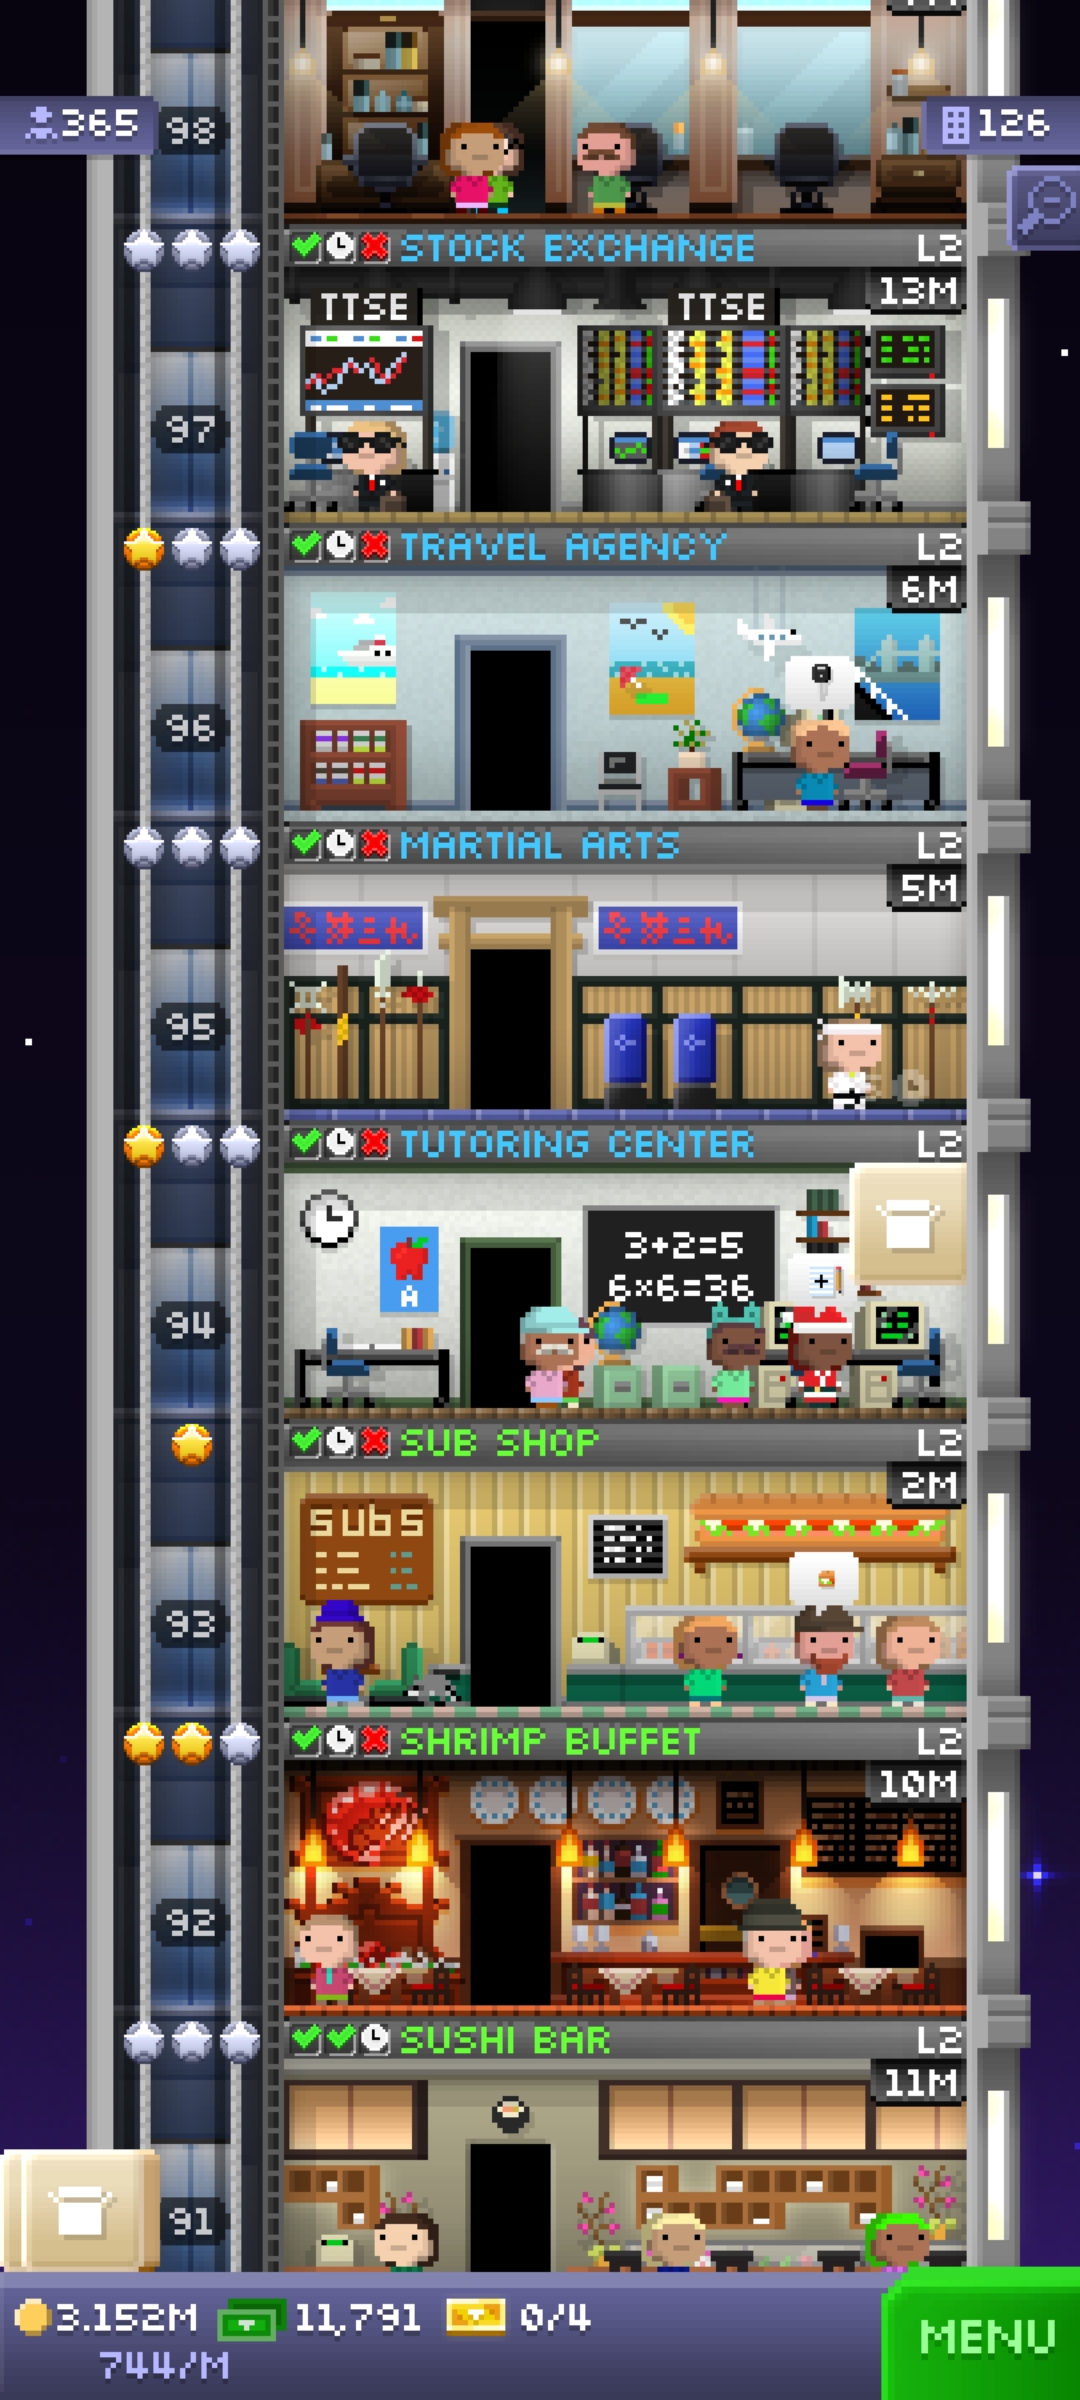 365
98
126
STOCK EXCHANGE L2
13M
TTSE TTSE
97
TRAVEL AGENCY L2
6M
96
MARTIAL ARTS L2
5M
95
TUTORING CENTER L2
3+2=5
6×6=36
A
94
SUB SHOP L2
2M
SUBS
93
SHRIMP BUFFET L2
10M
92
SUSHI BAR L2
11M
91
3.152M 11,791 0/4
744/M
MENU